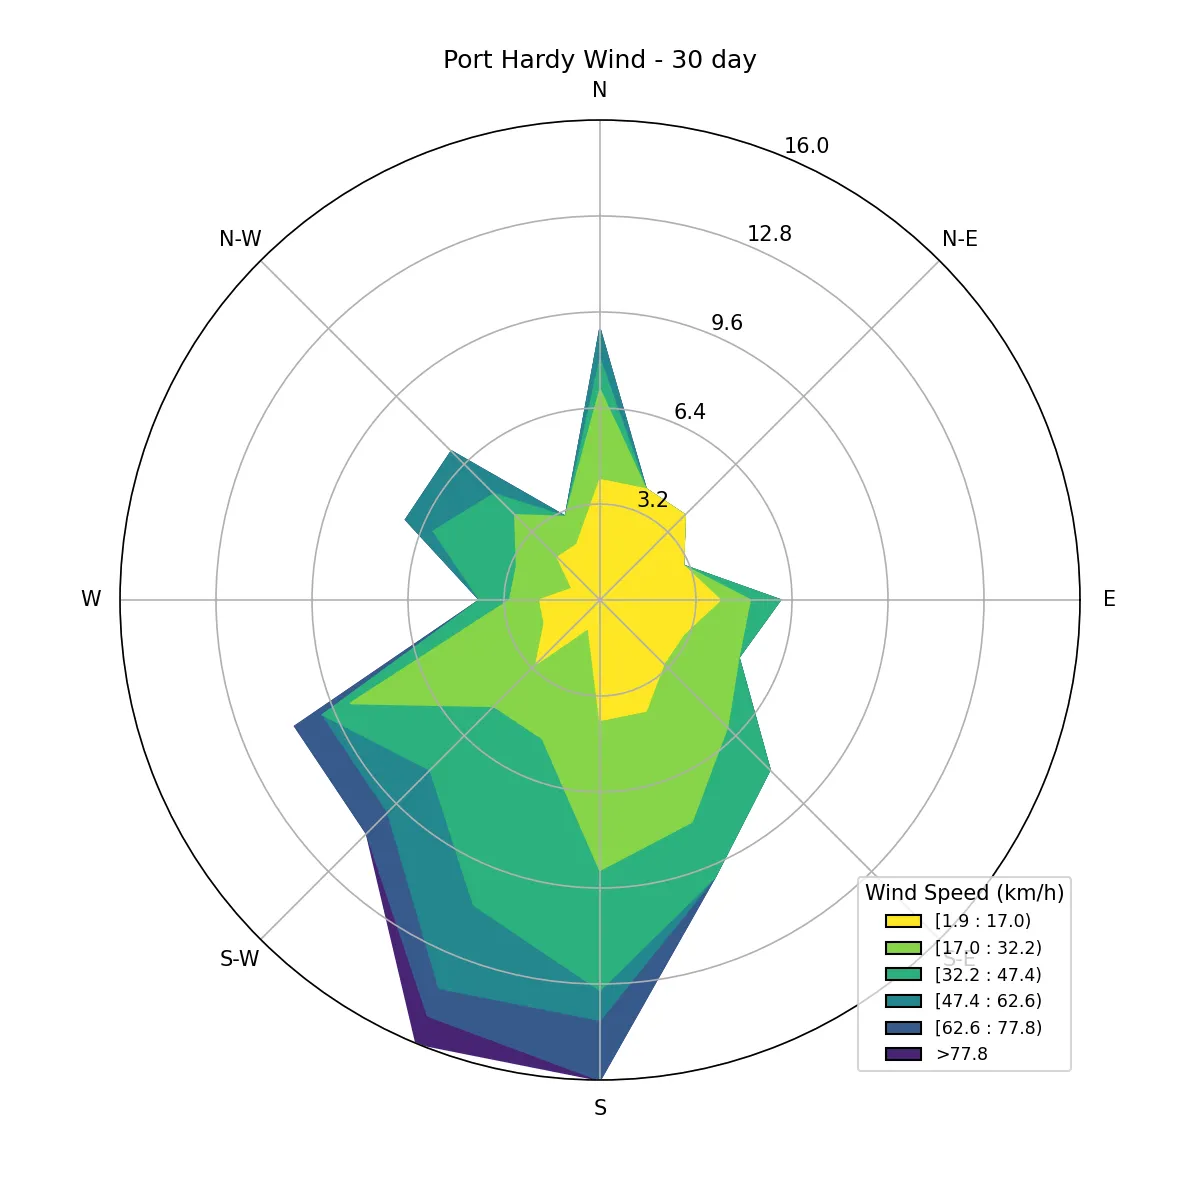 Port Hardy Wind - 30 day
N
16.0
12.8
N-W
N-E
9.6
6.4
3.2
W
E
Wind Speed (km/h)
[1.9 : 17.0)
[17.0 : 32.2)
S-W
S-E
[32.2 : 47.4)
[47.4 : 62.6)
[62.6 : 77.8)
>77.8
S